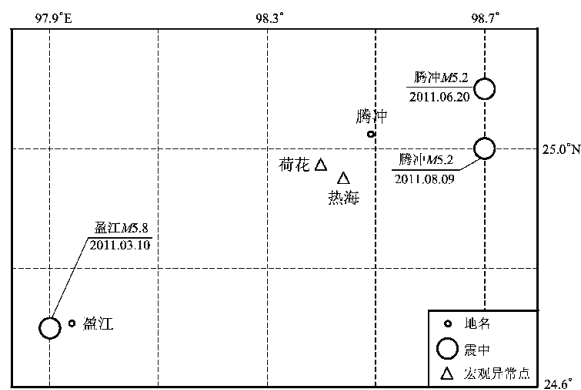 97.9°E
98.3°
98.7°
腾冲M5.2
2011.06.20
腾冲
25.0°N
荷花
腾冲M5.2
2011.08.09
热海
盈江M5.8
2011.03.10
盈江
地名
震中
宏观异常点
24.6°